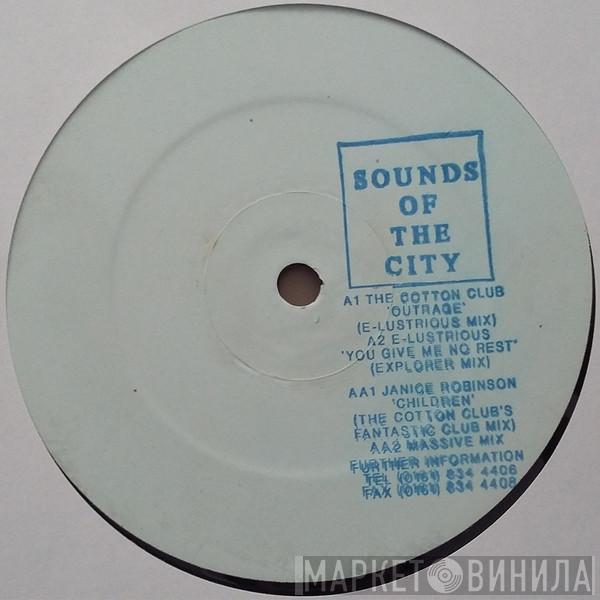 SOUNDS
OF
THE
CITY
A1 THE COTTON CLUB
'OUTRAGE'
(E-LUSTRIOUS MIX)
A2 E-LUSTRIOUS
'YOU GIVE ME NO REST'
(EXPLORER MIX)
AA1 JANICE ROBINSON
'CHILDREN'
(THE COTTON CLUB'S
FANTASTIC CLUB MIX)
AA2 MASSIVE MIX
FURTHER INFORMATION
TEL (0161) 834 4406
FAX (0161) 834 4408
МАРКЕТ ВИНИЛА